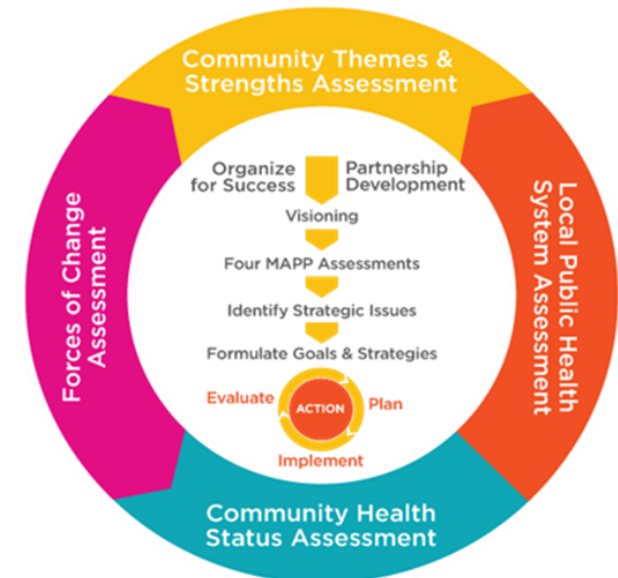 Community Themes &
Strengths Assessment
Organize
for Success
Partnership
Development
Visioning
Four MAPP Assessments
Identify Strategic Issues
Formulate Goals & Strategies
Evaluate
ACTION
Plan
Implement
Forces of Change
Assessment
Local Public Health
System Assessment
Community Health
Status Assessment